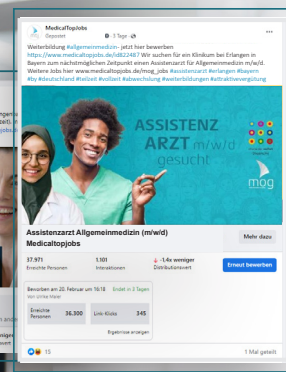 MedicalTopJobs
Gepostet · 3 Tage ·
Weiterbildung #allgemeinmedizin- jetzt hier bewerben
https://www.medicaltopjobs.de/id822487 Wir suchen für ein Klinikum bei Erlangen in
Bayern zum nächstmöglichen Zeitpunkt einen Assistenzarzt für Allgemeinmedizin m/w/d.
Weitere Jobs hier www.medicaltopjobs.de/mog_jobs #assistenzarzt #erlangen #bayern
#by #deutschland #teilzeit #vollzeit #abwechslung #weiterbildungen #attraktivevergütung
ASSISTENZ
ARZT m/w/d
gesucht
mog
Assistenzarzt Allgemeinmedizin (m/w/d)
Medicaltopjobs
Mehr dazu
37.971
Erreichte Personen
1.101
Interaktionen
-1.4x weniger
Distributionswert
Erneut bewerben
Beworben am 20. Februar um 16:18 Endet in 3 Tagen
Von Ulrike Maier
Erreichte Personen 36.300
Link-Klicks 345
Ergebnisse anzeigen
15
1 Mal geteilt